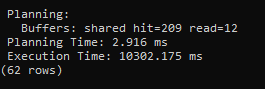 Planning:
  Buffers: shared hit=209 read=12
Planning Time: 2.916 ms
Execution Time: 10302.175 ms
(62 rows)